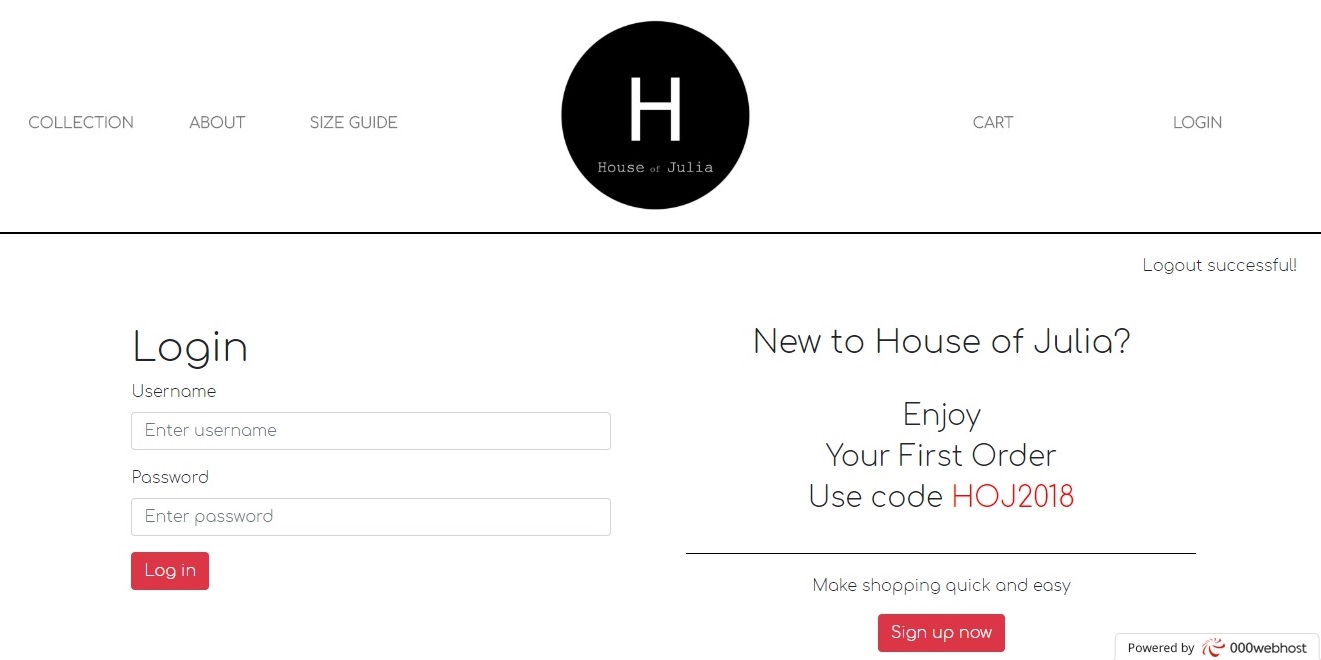 COLLECTION ABOUT SIZE GUIDE
H
House of Julia
CART LOGIN
Logout successful!
Login
Username
Enter username
Password
Enter password
Log in
New to House of Julia?
Enjoy
Your First Order
Use code HOJ2018
Make shopping quick and easy
Sign up now
Powered by 000webhost